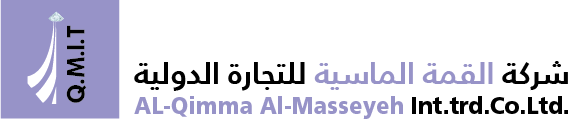 Q.M.I.T
شركة القمة الماسية للتجارة الدولية
AL-Qimma Al-Masseyeh Int.trd.Co.Ltd.